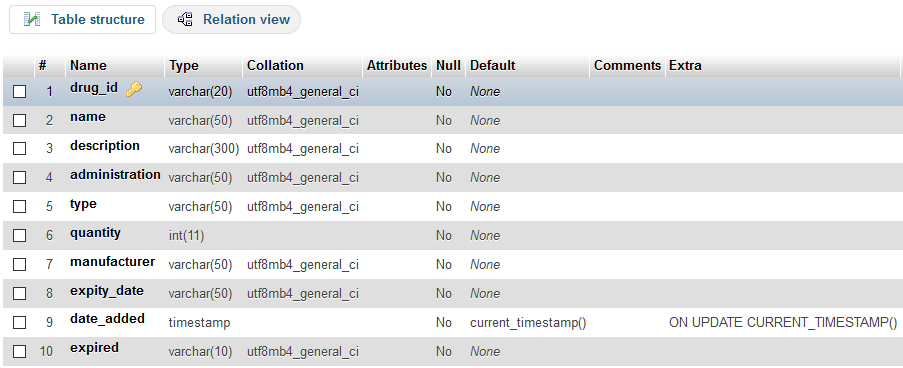 Table structure Relation view
# Name Type Collation Attributes Null Default Comments Extra
1 drug_id varchar(20) utf8mb4_general_ci No None
2 name varchar(50) utf8mb4_general_ci No None
3 description varchar(300) utf8mb4_general_ci No None
4 administration varchar(50) utf8mb4_general_ci No None
5 type varchar(50) utf8mb4_general_ci No None
6 quantity int(11) No None
7 manufacturer varchar(50) utf8mb4_general_ci No None
8 expity_date varchar(50) utf8mb4_general_ci No None
9 date_added timestamp No current_timestamp() ON UPDATE CURRENT_TIMESTAMP()
10 expired varchar(10) utf8mb4_general_ci No None